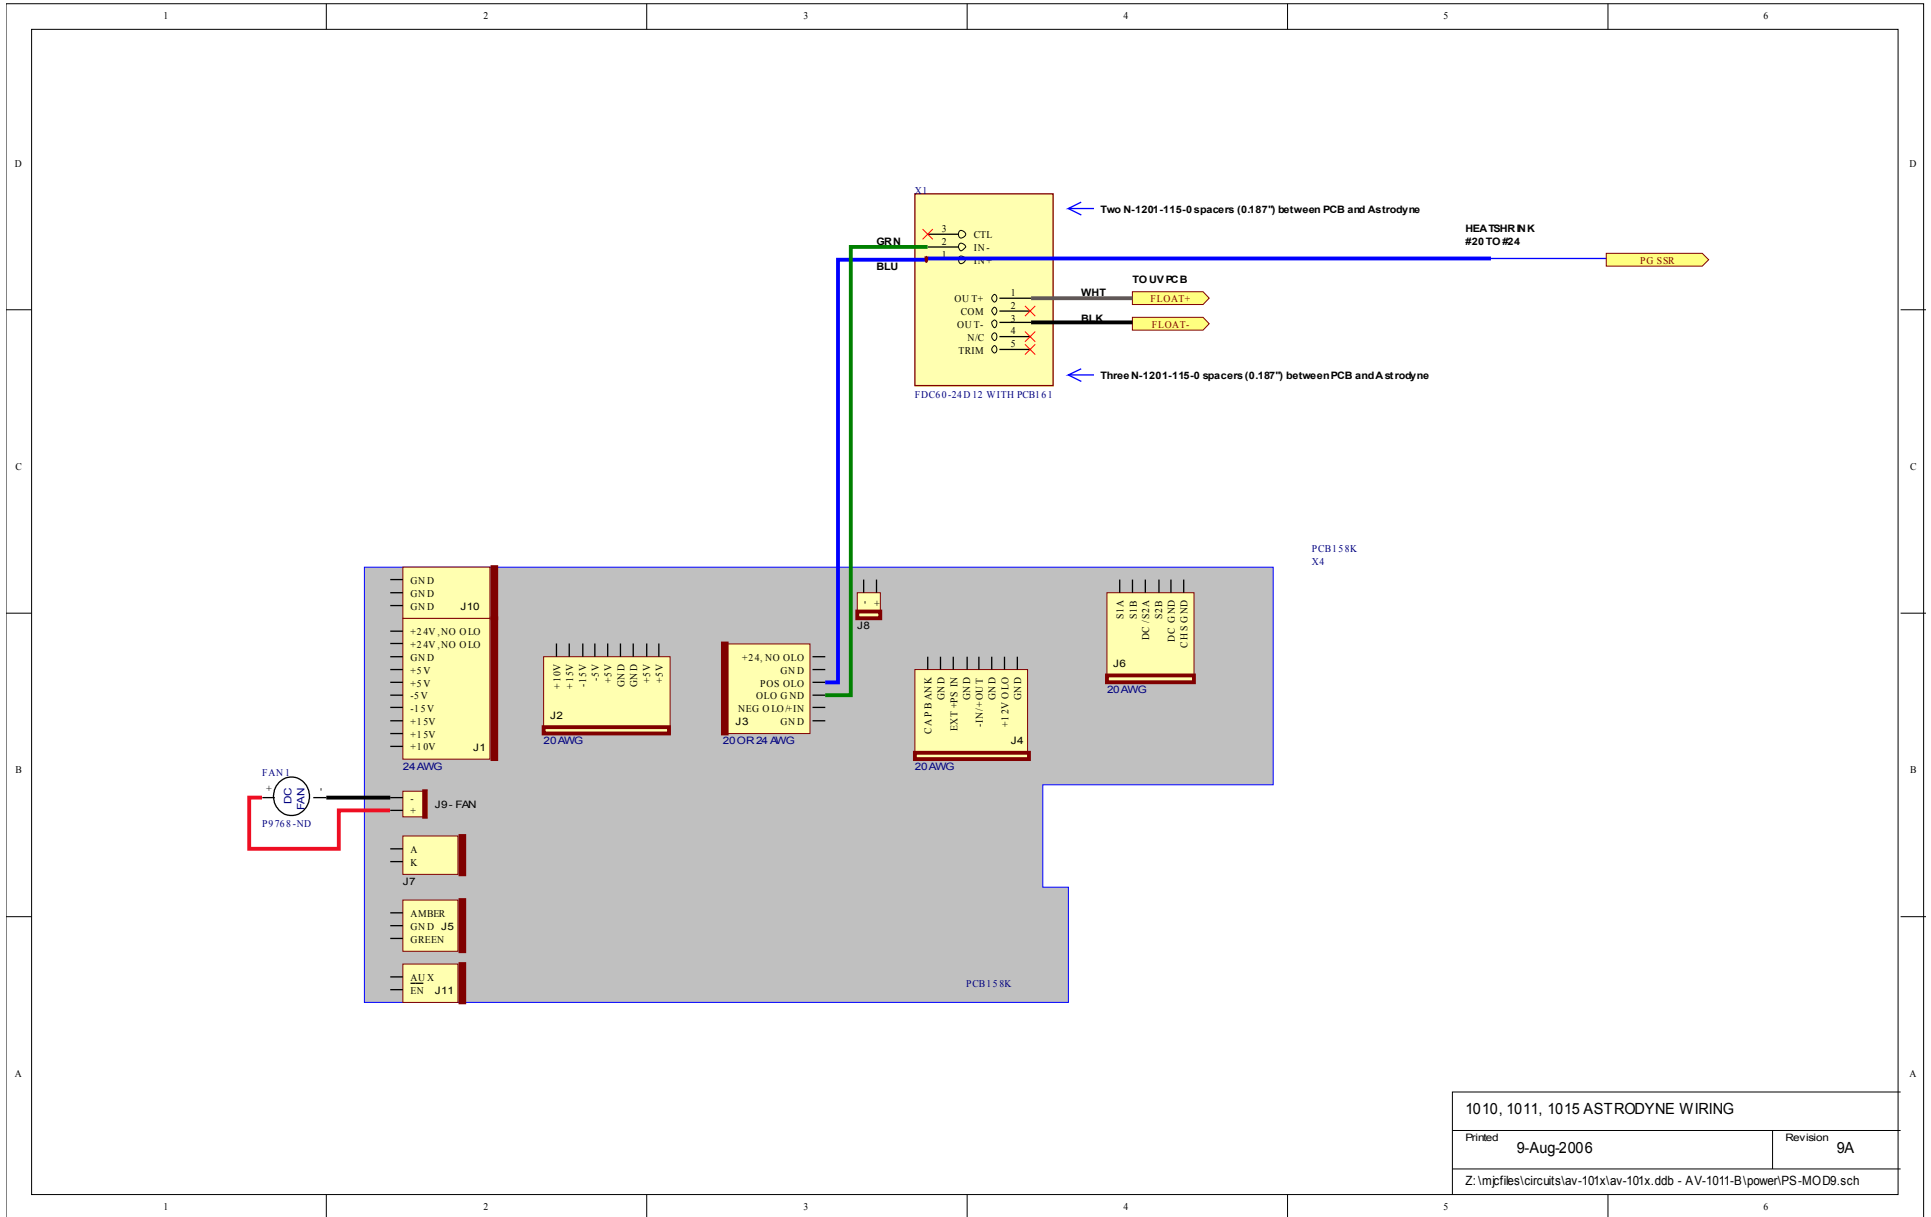 1 2 3 4 5 6
D D
C C
B B
A A
X1
3 CTL
2 IN-
1 IN+
GRN
BLU
OUT+ 1
COM 2
OUT- 3
N/C 4
TRIM 5
FDC60-24D12 WITH PCB161
Two N-1201-115-0 spacers (0.187") between PCB and Astrodyne
HEATSHRINK
#20 TO #24
PG SSR
TO UV PCB
WHT
FLOAT+
BLK
FLOAT-
Three N-1201-115-0 spacers (0.187") between PCB and Astrodyne
PCB158K
X4
GND
GND
GND J10
+24V, NO OLO
+24V, NO OLO
GND
+5V
+5V
-5V
-15V
+15V
+15V
+10V J1
24 AWG
+10V
+15V
-15V
-5V
+5V
GND
GND
+5V
+5V
J2
20 AWG
+24, NO OLO
GND
POS OLO
OLO GND
NEG OLO/+IN
GND
J3
20 OR 24 AWG
- +
J8
CAP BANK
GND
EXT +PS IN
GND
-IN/+OUT
GND
+12V OLO
GND
J4
20 AWG
S1A
S1B
DC/S2A
S2B
DC GND
CHS GND
J6
20 AWG
FAN1
+ -
DC
FAN
P9768-ND
-
+
J9 - FAN
A
K
J7
AMBER
GND J5
GREEN
AUX
EN J11
PCB158K
1010, 1011, 1015 ASTRODYNE WIRING
Printed 9-Aug-2006
Revision 9A
Z:\mjcfiles\circuits\av-101x\av-101x.ddb - AV-1011-B\power\PS-MOD9.sch
1 2 3 4 5 6